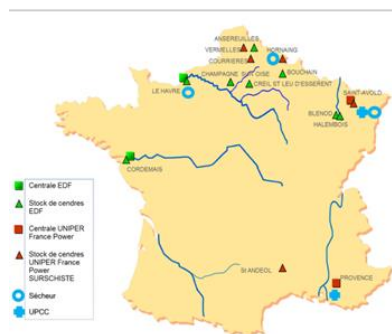 ANSEREUILLES
VERMELLES
HORNAING
COURRIERES
BOUCHAIN
CHAMPAGNE SUR OISE
CREIL ET LEU D'ESSERENT
LE HAVRE
SAINT-AVOLD
BLENOD
HALEMBOIS
CORDEMAIS
Centrale EDF
Stock de cendres
EDF
Centrale UNIPER
France Power
Stock de cendres
UNIPER France
Power
SURSCHISTE
Sécheur
UPCC
St ANDEOL
PROVENCE